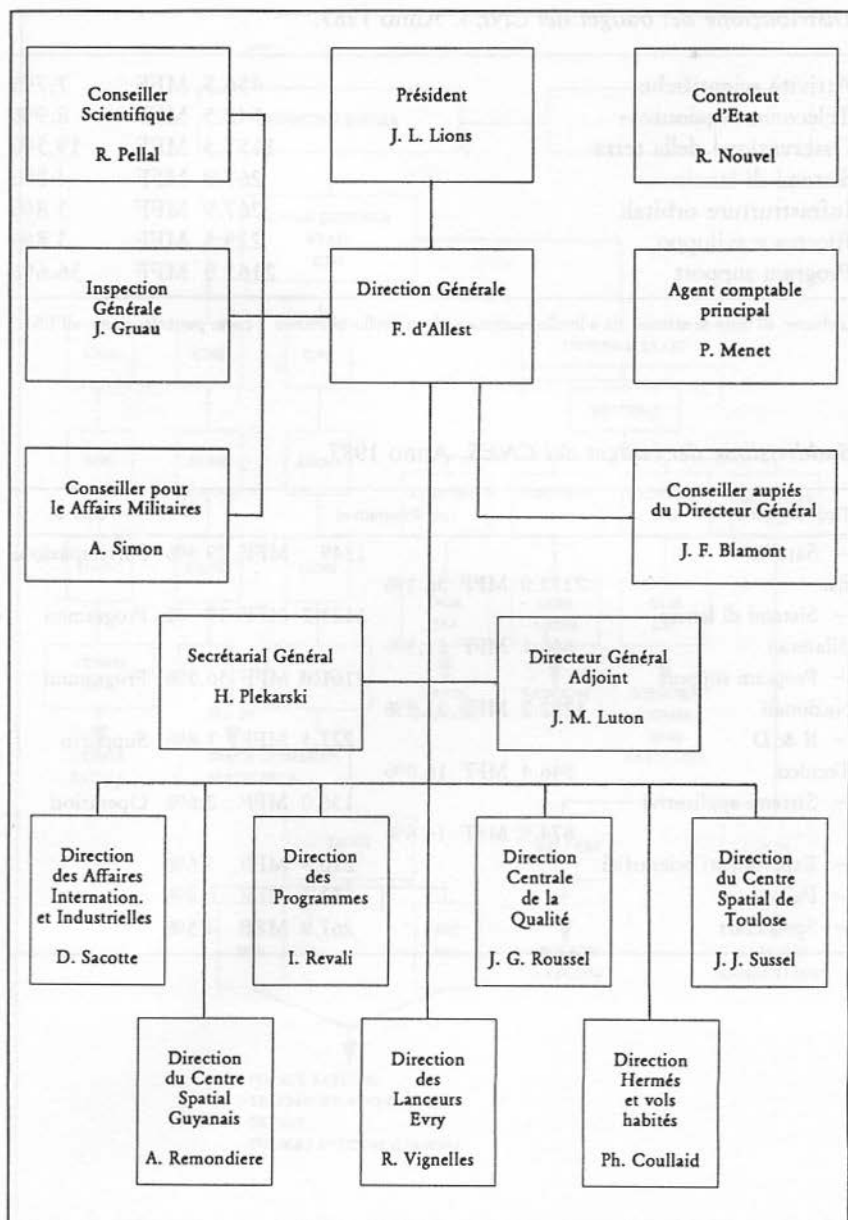 Conseiller
Scientifique
R. Pellal
Président
J. L. Lions
Controleut
d'Etat
R. Nouvel
Inspection
Générale
J. Gruau
Direction Générale
F. d'Allest
Agent comptable
principal
P. Menet
Conseiller pour
le Affairs Militaires
A. Simon
Conseiller aupiés
du Directeur Général
J. F. Blamont
Secrétarial Général
H. Plekarski
Directeur Général
Adjoint
J. M. Luton
Direction
des Affaires
Internation.
et Industrielles
D. Sacotte
Direction
des
Programmes
I. Revali
Direction
Centrale
de la
Qualité
J. G. Roussel
Direction
du Centre
Spatial de
Toulose
J. J. Sussel
Direction
du Centre
Spatial
Guyanais
A. Remondiere
Direction
des
Lanceurs
Evry
R. Vignelles
Direction
Hermés
et vols
habités
Ph. Coullaid